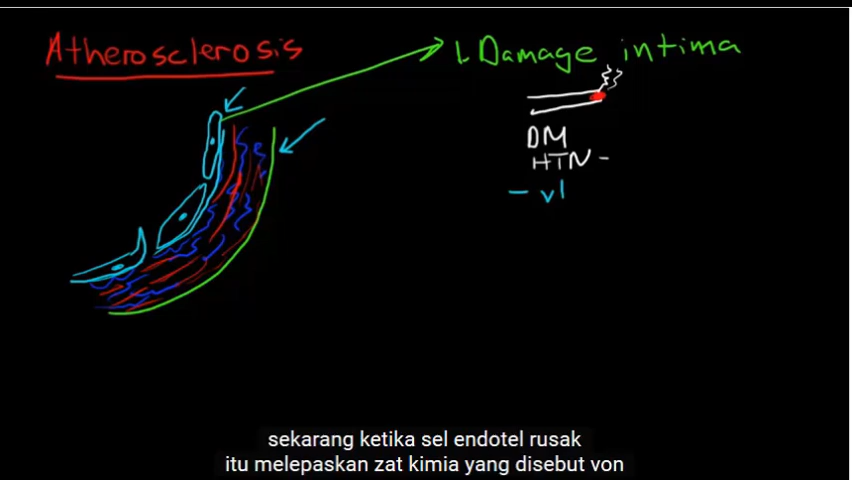 Atherosclerosis
1. Damage intima
DM
HTN -
- v
sekarang ketika sel endotel rusak
itu melepaskan zat kimia yang disebut von